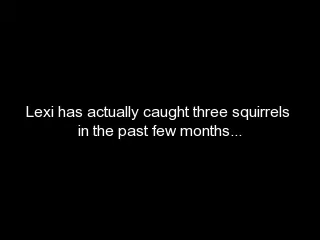 Lexi has actually caught three squirrels
in the past few months...